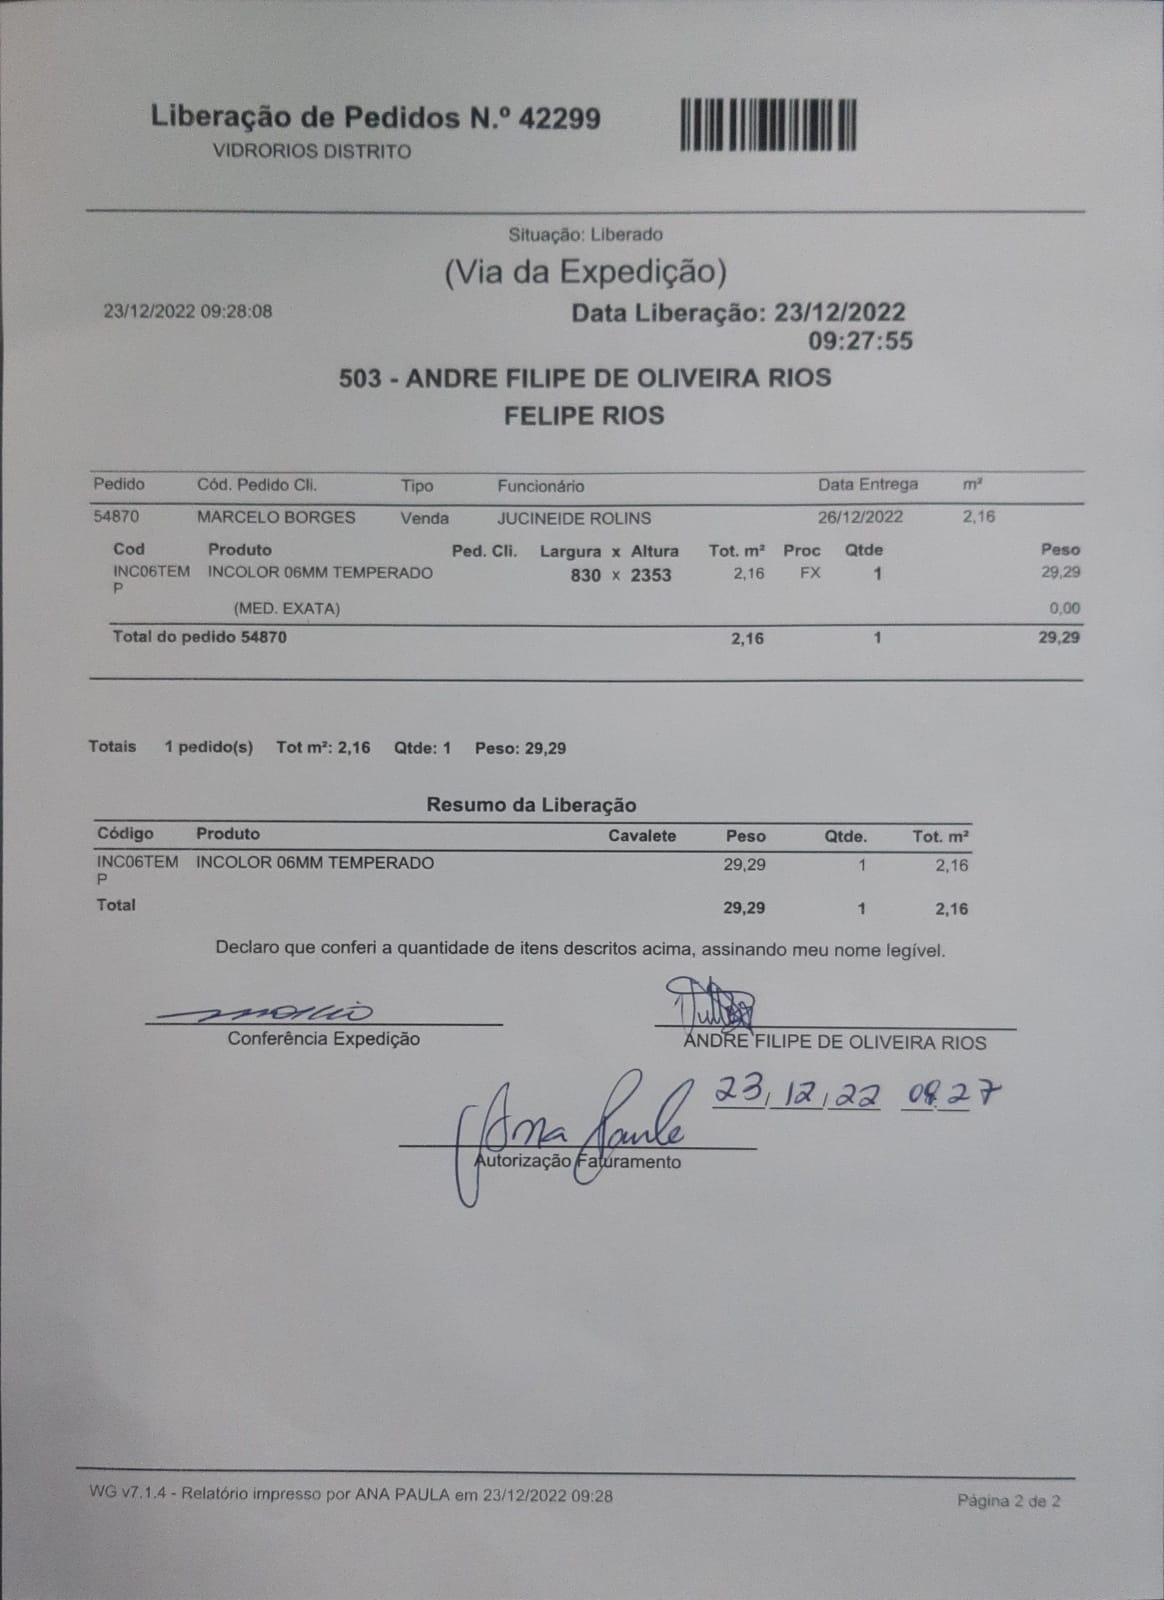 Liberação de Pedidos N.º 42299
VIDRORIOS DISTRITO
Situação: Liberado
(Via da Expedição)
23/12/2022 09:28:08 Data Liberação: 23/12/2022
09:27:55
503 - ANDRE FILIPE DE OLIVEIRA RIOS
FELIPE RIOS
Pedido Cód. Pedido Cli. Tipo Funcionário Data Entrega m²
54870 MARCELO BORGES Venda JUCINEIDE ROLINS 26/12/2022 2,16
Cod Produto Ped. Cli. Largura x Altura Tot. m² Proc Qtde Peso
INC06TEM INCOLOR 06MM TEMPERADO 830 x 2353 2,16 FX 1 29,29
P
(MED. EXATA) 0,00
Total do pedido 54870 2,16 1 29,29
Totais 1 pedido(s) Tot m²: 2,16 Qtde: 1 Peso: 29,29
Resumo da Liberação
Código Produto Cavalete Peso Qtde. Tot. m²
INC06TEM INCOLOR 06MM TEMPERADO 29,29 1 2,16
P
Total 29,29 1 2,16
Declaro que conferi a quantidade de itens descritos acima, assinando meu nome legível.
Conferência Expedição
ANDRE FILIPE DE OLIVEIRA RIOS
23, 12, 22 09.27
Ana Paula
Autorização Faturamento
WG v7.1.4 - Relatório impresso por ANA PAULA em 23/12/2022 09:28
Página 2 de 2